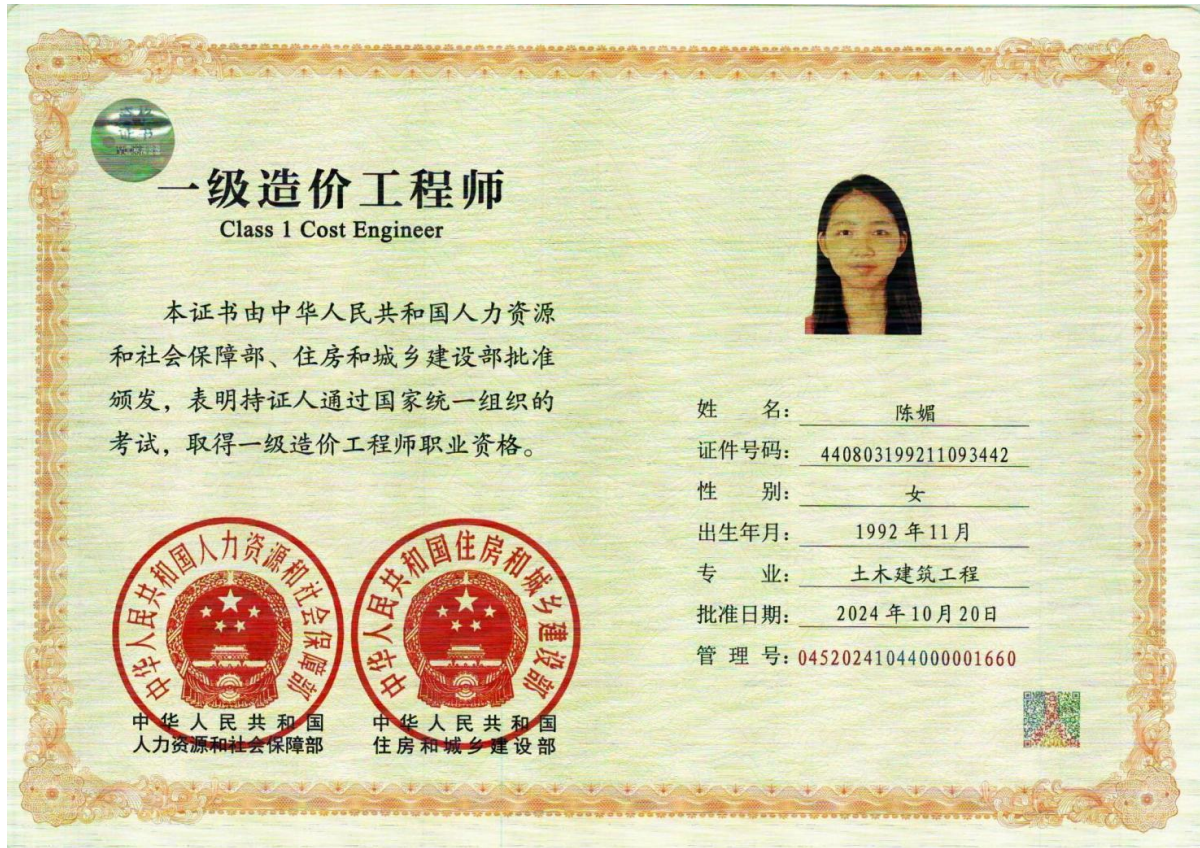 一级造价工程师
Class 1 Cost Engineer
本证书由中华人民共和国人力资源
和社会保障部、住房和城乡建设部批准
颁发，表明持证人通过国家统一组织的
考试，取得一级造价工程师职业资格。
中华人民共和国人力资源和社会保障部
中华人民共和国住房和城乡建设部
中华人民共和国
人力资源和社会保障部
中华人民共和国
住房和城乡建设部
姓 名： 陈媚
证件号码： 440803199211093442
性 别： 女
出生年月： 1992年11月
专 业： 土木建筑工程
批准日期： 2024年10月20日
管 理 号： 04520241044000001660